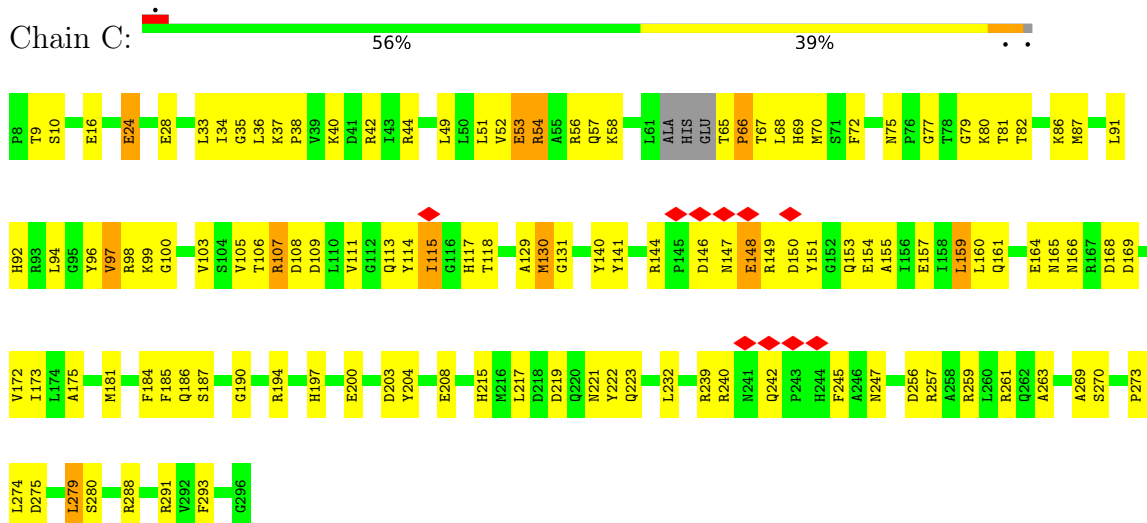 Chain C:
56% 39%
P8 T9 S10 E16 E24 E28 L33 I34 G35 L36 K37 P38 V39 K40 D41 R42 I43 R44 L49 L50 L51 V52 E53 R54 A55 R56 Q57 K58 L61 ALA HIS GLU T65 P66 T67 L68 H69 M70 S71 F72 N75 P76 G77 T78 G79 K80 T81 T82 K86 M87 L91
H92 R93 L94 G95 Y96 V97 R98 K99 G100 V103 S104 V105 T106 R107 D108 D109 L110 V111 G112 Q113 Y114 I115 G116 H117 T118 A129 M130 G131 Y140 Y141 R144 P145 D146 N147 E148 R149 D150 Y151 G152 Q153 E154 A155 I156 E157 I158 L159 L160 Q161 E164 N165 N166 R167 D168 D169
V172 I173 L174 A175 M181 F184 F185 Q186 S187 G190 R194 H197 E200 D203 Y204 E208 H215 M216 L217 D218 D219 Q220 N221 Y222 Q223 L232 R239 R240 N241 Q242 P243 H244 F245 A246 N247 D256 R257 A258 R259 L260 R261 Q262 A263 A269 S270 P273
L274 D275 L279 S280 R288 R291 V292 F293 G296